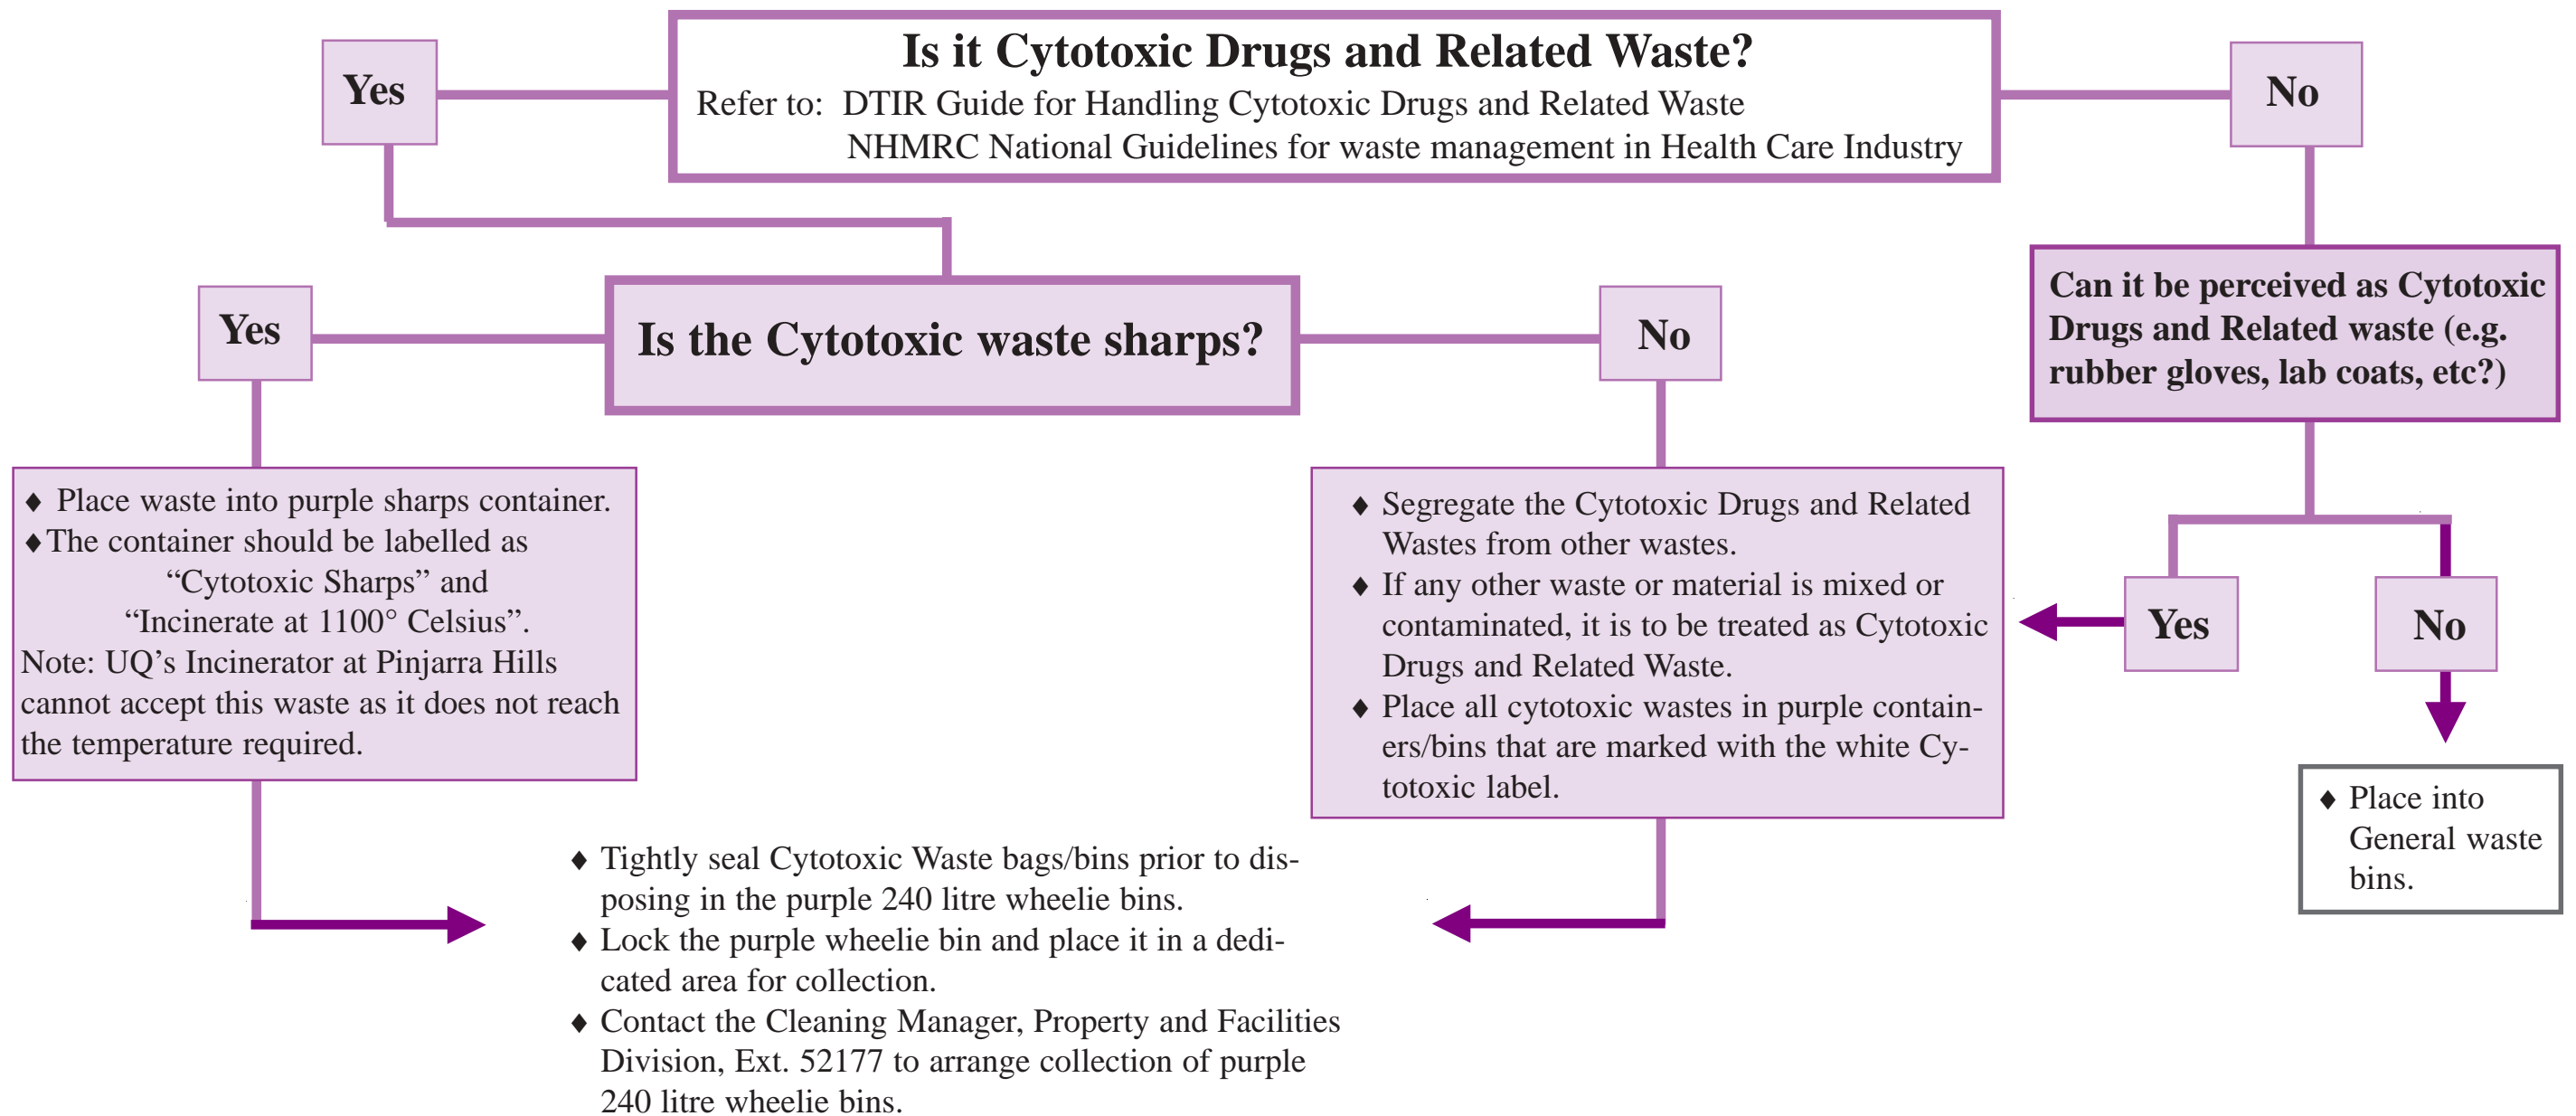 Is it Cytotoxic Drugs and Related Waste?
Refer to: DTIR Guide for Handling Cytotoxic Drugs and Related Waste
NHMRC National Guidelines for waste management in Health Care Industry
Yes
No
Is the Cytotoxic waste sharps?
Yes
No
Can it be perceived as Cytotoxic
Drugs and Related waste (e.g.
rubber gloves, lab coats, etc?)
♦ Place waste into purple sharps container.
♦The container should be labelled as
“Cytotoxic Sharps” and
“Incinerate at 1100° Celsius”.
Note: UQ’s Incinerator at Pinjarra Hills
cannot accept this waste as it does not reach
the temperature required.
♦ Segregate the Cytotoxic Drugs and Related
Wastes from other wastes.
♦ If any other waste or material is mixed or
contaminated, it is to be treated as Cytotoxic
Drugs and Related Waste.
♦ Place all cytotoxic wastes in purple contain-
ers/bins that are marked with the white Cy-
totoxic label.
Yes
No
♦ Place into
General waste
bins.
♦ Tightly seal Cytotoxic Waste bags/bins prior to dis-
posing in the purple 240 litre wheelie bins.
♦ Lock the purple wheelie bin and place it in a dedi-
cated area for collection.
♦ Contact the Cleaning Manager, Property and Facilities
Division, Ext. 52177 to arrange collection of purple
240 litre wheelie bins.